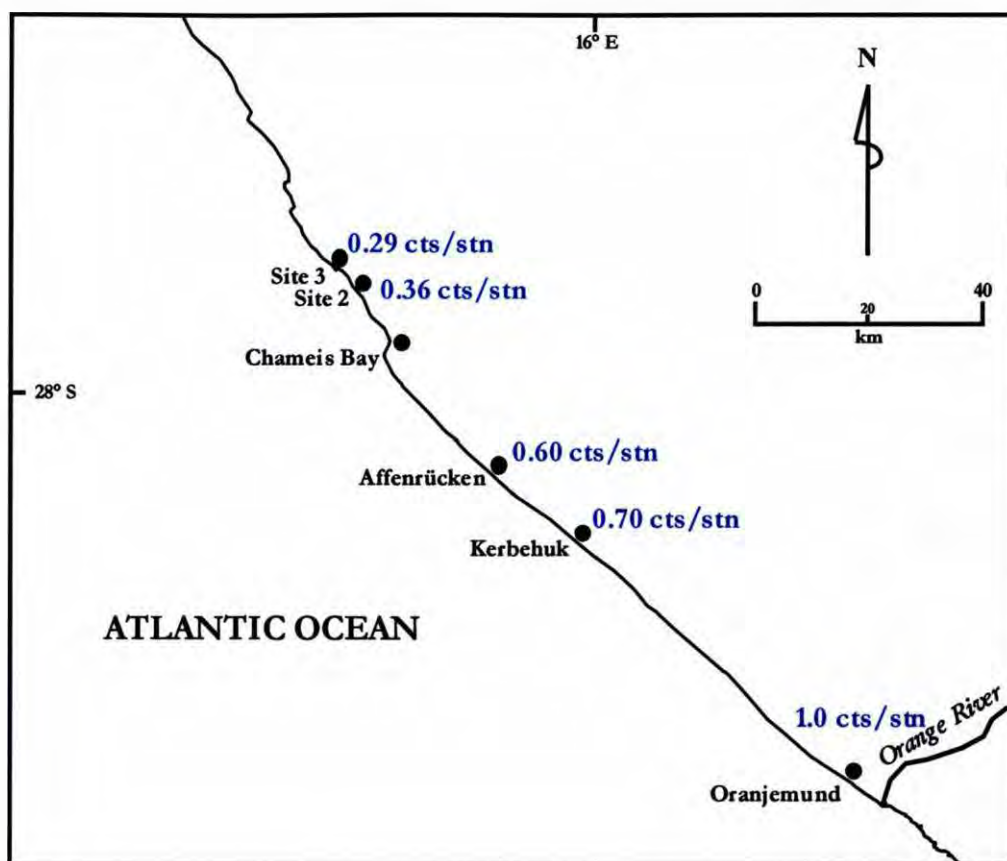 16° E
N
0.29 cts/stn
Site 3
Site 2
0.36 cts/stn
0
20
40
km
Chameis Bay
28° S
0.60 cts/stn
Affenrücken
0.70 cts/stn
Kerbehuk
ATLANTIC OCEAN
1.0 cts/stn
Orange River
Oranjemund